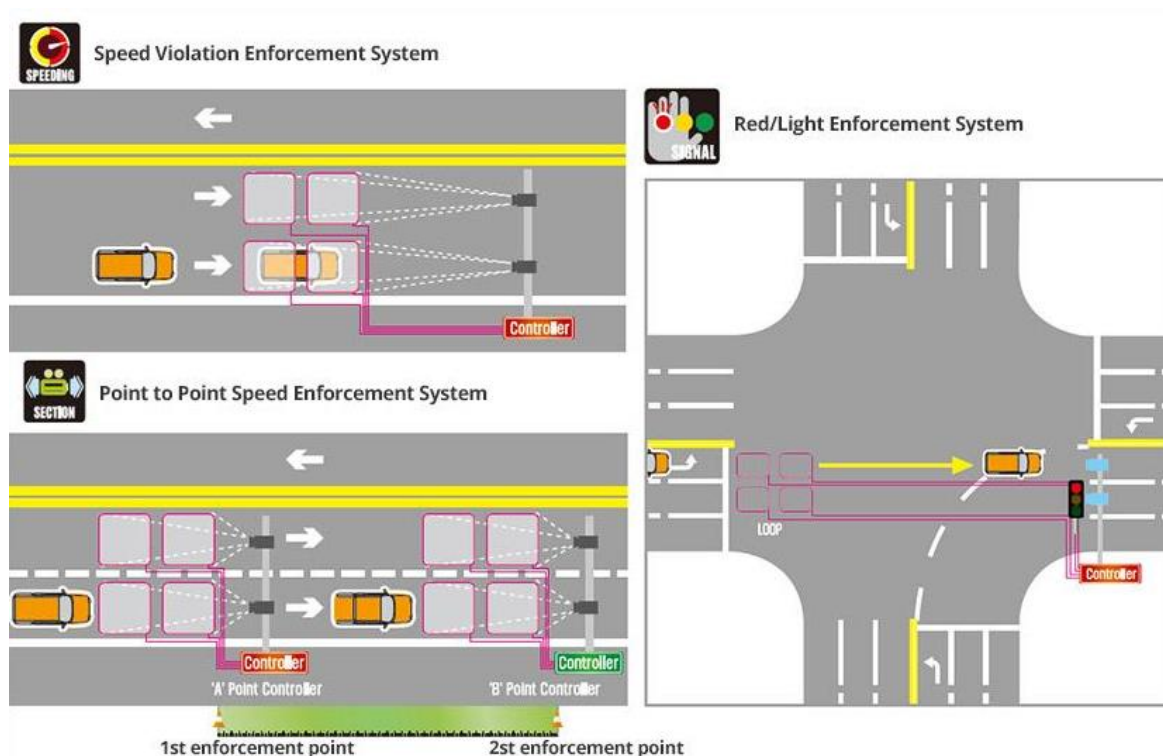 SPEEDING
Speed Violation Enforcement System
Controller
SECTION
Point to Point Speed Enforcement System
Controller
Controller
'A' Point Controller
'B' Point Controller
1st enforcement point
2st enforcement point
SIGNAL
Red/Light Enforcement System
LOOP
Controller